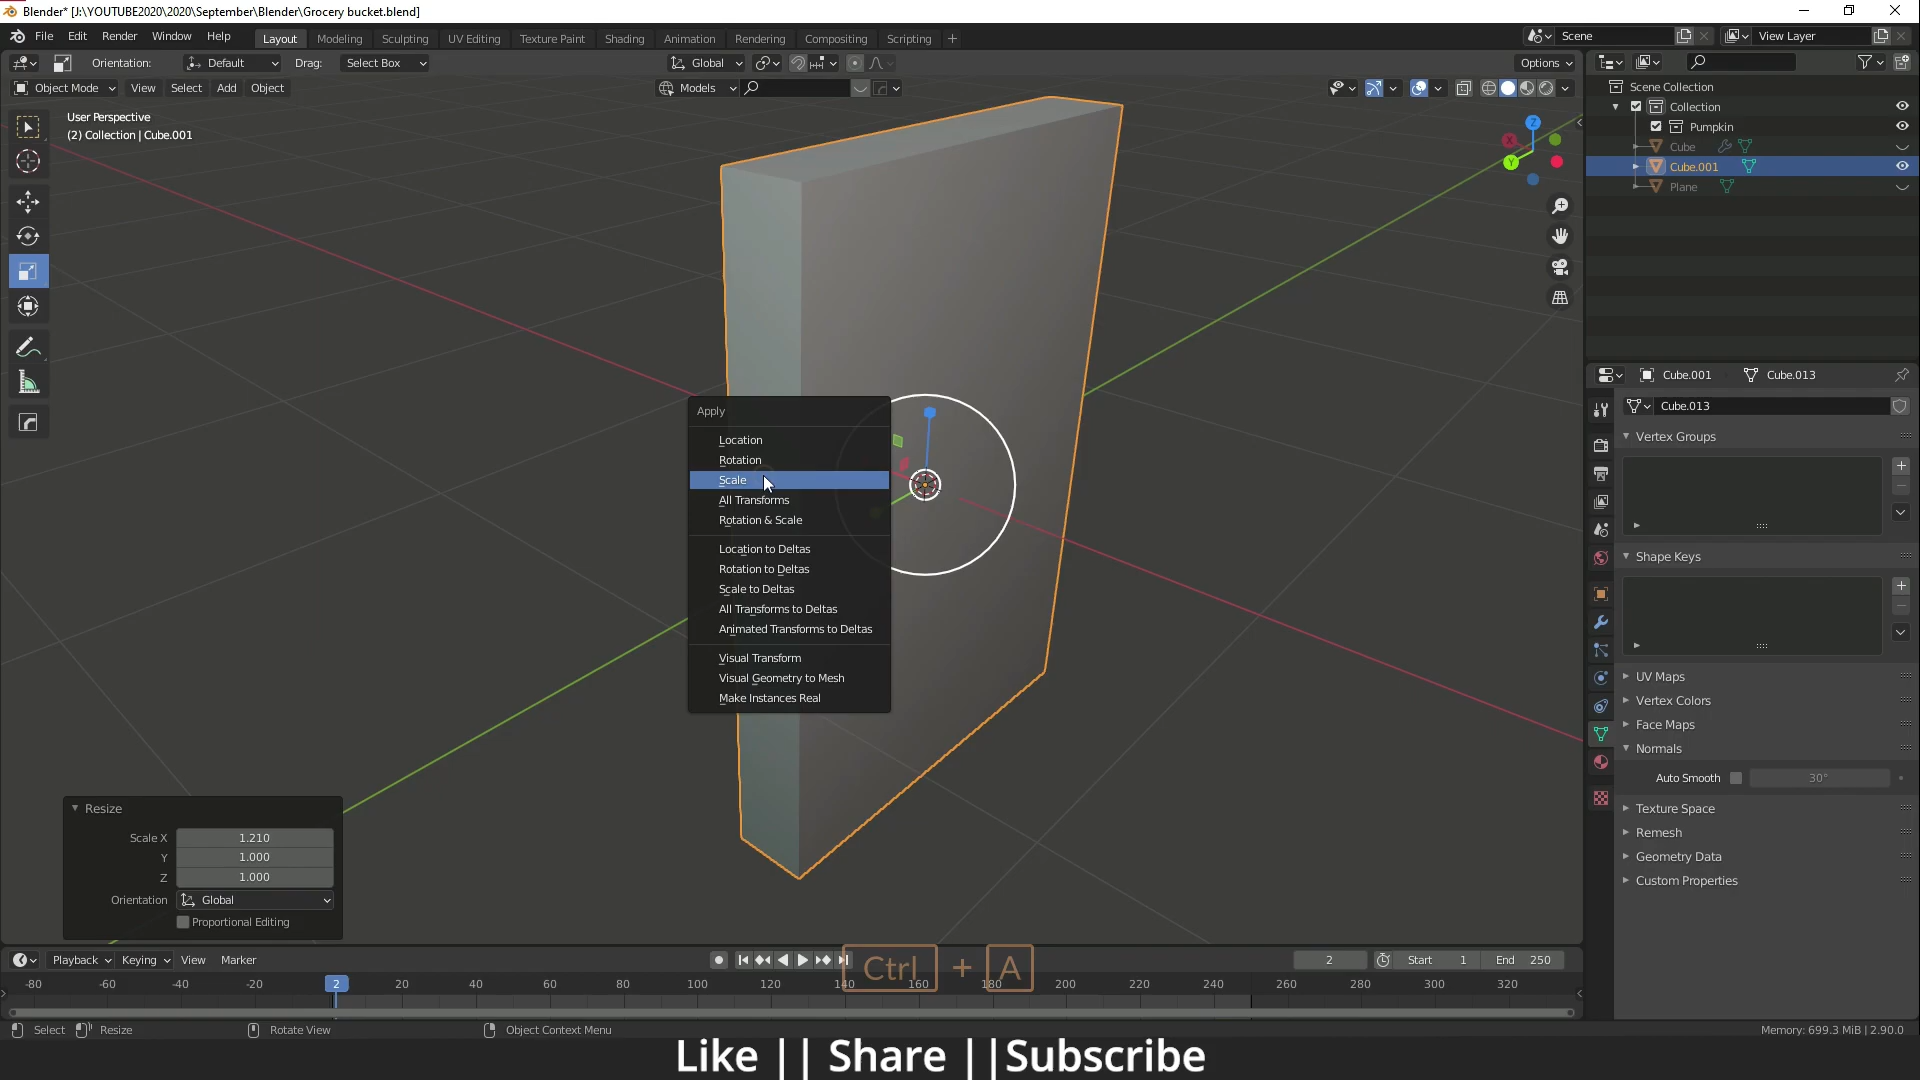 Blender* [J:\YOUTUBE2020\2020\September\Blender\Grocery bucket.blend]
File Edit Render Window Help Layout Modeling Sculpting UV Editing Texture Paint Shading Animation Rendering Compositing Scripting + Scene View Layer
Orientation: Default Drag: Select Box Global Options
Object Mode View Select Add Object Models
User Perspective
(2) Collection | Cube.001
Scene Collection
Collection
Pumpkin
Cube
Cube.001
Plane
Z
X
Y
Cube.001 Cube.013
Cube.013
Vertex Groups
Shape Keys
UV Maps
Vertex Colors
Face Maps
Normals
Auto Smooth 30°
Texture Space
Remesh
Geometry Data
Custom Properties
Apply
Location
Rotation
Scale
All Transforms
Rotation & Scale
Location to Deltas
Rotation to Deltas
Scale to Deltas
All Transforms to Deltas
Animated Transforms to Deltas
Visual Transform
Visual Geometry to Mesh
Make Instances Real
Resize
Scale X 1.210
Y 1.000
Z 1.000
Orientation Global
Proportional Editing
Playback Keying View Marker 2 Start 1 End 250
Ctrl + A
-80 -60 -40 -20 2 20 40 60 80 100 120 140 160 180 200 220 240 260 280 300 320
Select Resize Rotate View Object Context Menu Memory: 699.3 MiB | 2.90.0
Like || Share ||Subscribe